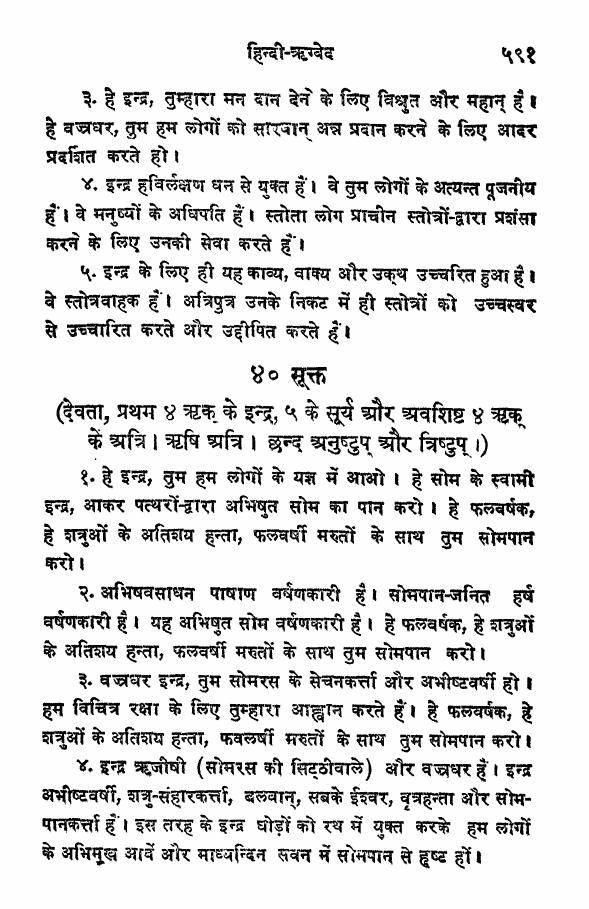 हिन्दी-ऋग्वेद ५९१
३. हे इन्द्र, तुम्हारा मन दान देने के लिए विश्रुत और महान् है।
हे वज्रधर, तुम हम लोगों को सारवान् अन्न प्रदान करने के लिए आदर
प्रदर्शित करते हो।
४. इन्द्र हविर्लक्षण धन से युक्त हैं। वे तुम लोगों के अत्यन्त पूजनीय
हैं। वे मनुष्यों के अधिपति हैं। स्तोता लोग प्राचीन स्तोत्रों-द्वारा प्रशंसा
करने के लिए उनकी सेवा करते हैं।
५. इन्द्र के लिए ही यह काव्य, वाक्य और उक्थ उच्चरित हुआ है।
वे स्तोत्रवाहक हैं। अत्रिपुत्र उनके निकट में ही स्तोत्रों को उच्चस्वर
से उच्चारित करते और उद्दीपित करते हैं।
४० सूक्त
(देवता, प्रथम ४ ऋक् के इन्द्र, ५ के सूर्य और अवशिष्ट ४ ऋक्
के अत्रि। ऋषि अत्रि। छन्द अनुष्टुप् और त्रिष्टुप्।)
१. हे इन्द्र, तुम हम लोगों के यज्ञ में आओ। हे सोम के स्वामी
इन्द्र, आकर पत्थरों-द्वारा अभिषुत सोम का पान करो। हे फलवर्षक,
हे शत्रुओं के अतिशय हन्ता, फलवर्षी मरुतों के साथ तुम सोमपान
करो।
२. अभिषवसाधन पाषाण वर्षणकारी है। सोमपान-जनित हर्ष
वर्षणकारी है। यह अभिषुत सोम वर्षणकारी है। हे फलवर्षक, हे शत्रुओं
के अतिशय हन्ता, फलवर्षी मरुतों के साथ तुम सोमपान करो।
३. वज्रधर इन्द्र, तुम सोमरस के सेचनकर्त्ता और अभीष्टवर्षी हो।
हम विचित्र रक्षा के लिए तुम्हारा आह्वान करते हैं। हे फलवर्षक, हे
शत्रुओं के अतिशय हन्ता, फवलर्षी मरुतों के साथ तुम सोमपान करो।
४. इन्द्र ऋजीषी (सोमरस की सिट्ठीवाले) और वज्रधर हैं। इन्द्र
अभीष्टवर्षी, शत्रु-संहारकर्त्ता, बलवान्, सबके ईश्वर, वृत्रहन्ता और सोम-
पानकर्त्ता हैं। इस तरह के इन्द्र घोड़ों को रथ में युक्त करके हम लोगों
के अभिमुख आवें और माध्यन्दिन सवन में सोमपान से हृष्ट हों।